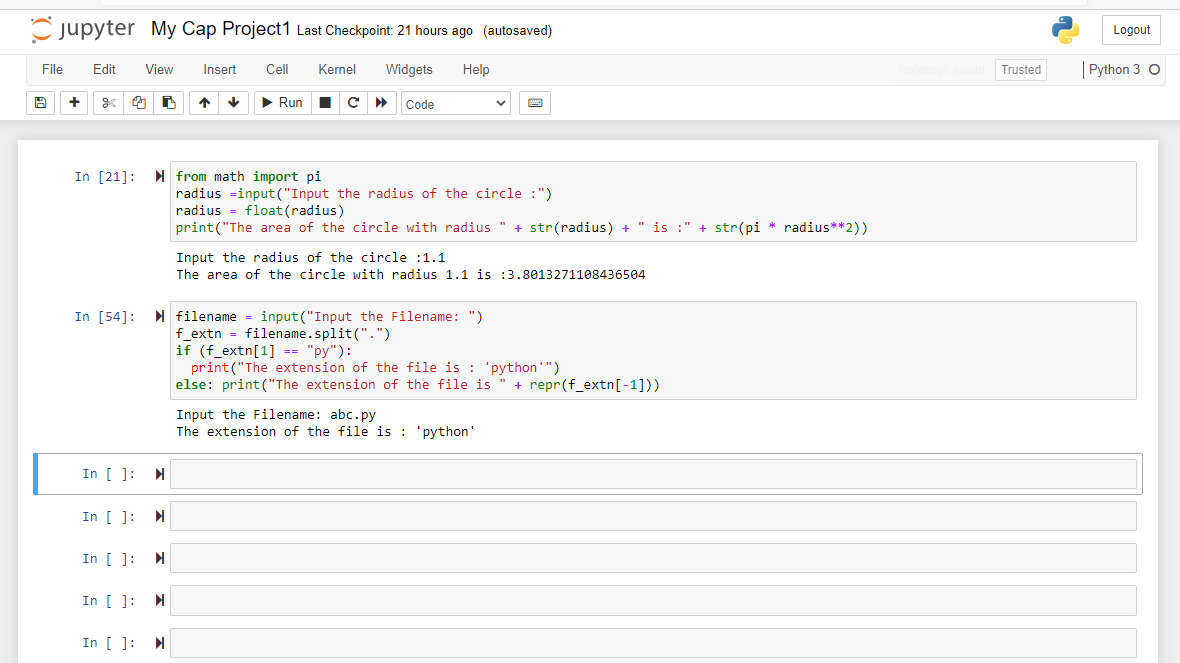 jupyter My Cap Project1 Last Checkpoint: 21 hours ago (autosaved)
Logout
File Edit View Insert Cell Kernel Widgets Help
Notebook saved
Trusted
Python 3
Run
Code
In [21]:
from math import pi
radius =input("Input the radius of the circle :")
radius = float(radius)
print("The area of the circle with radius " + str(radius) + " is :" + str(pi * radius**2))
Input the radius of the circle :1.1
The area of the circle with radius 1.1 is :3.8013271108436504
In [54]:
filename = input("Input the Filename: ")
f_extn = filename.split(".")
if (f_extn[1] == "py"):
  print("The extension of the file is : 'python'")
else: print("The extension of the file is " + repr(f_extn[-1]))
Input the Filename: abc.py
The extension of the file is : 'python'
In [ ]:
In [ ]:
In [ ]:
In [ ]:
In [ ]: